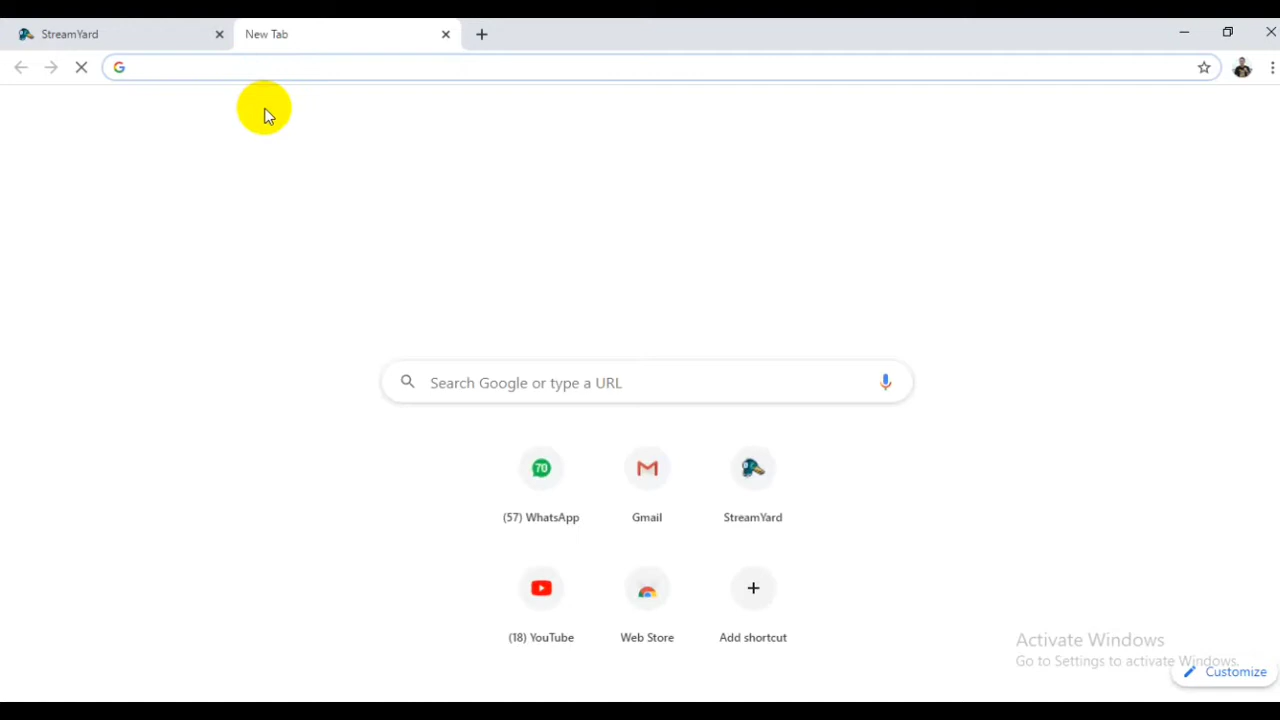 StreamYard
New Tab
Search Google or type a URL
70
(57) WhatsApp
Gmail
StreamYard
(18) YouTube
Web Store
Add shortcut
Activate Windows
Go to Settings to activate Windows.
Customize